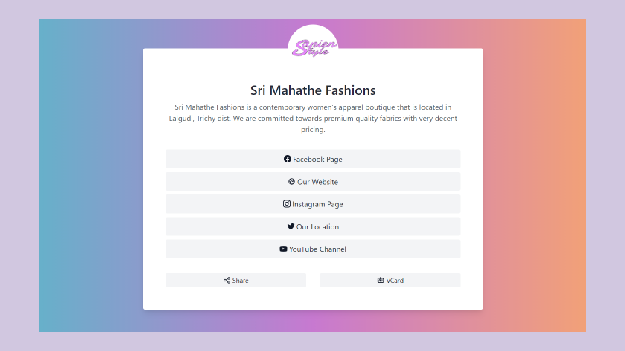 Sanien
Style
Sri Mahathe Fashions
Sri Mahathe Fashions is a contemporary women's apparel boutique that is located in
Lalgudi, Trichy dist. We are committed towards premium quality fabrics with very decent
pricing.
Facebook Page
Our Website
Instagram Page
Our Location
YouTube Channel
Share
vCard